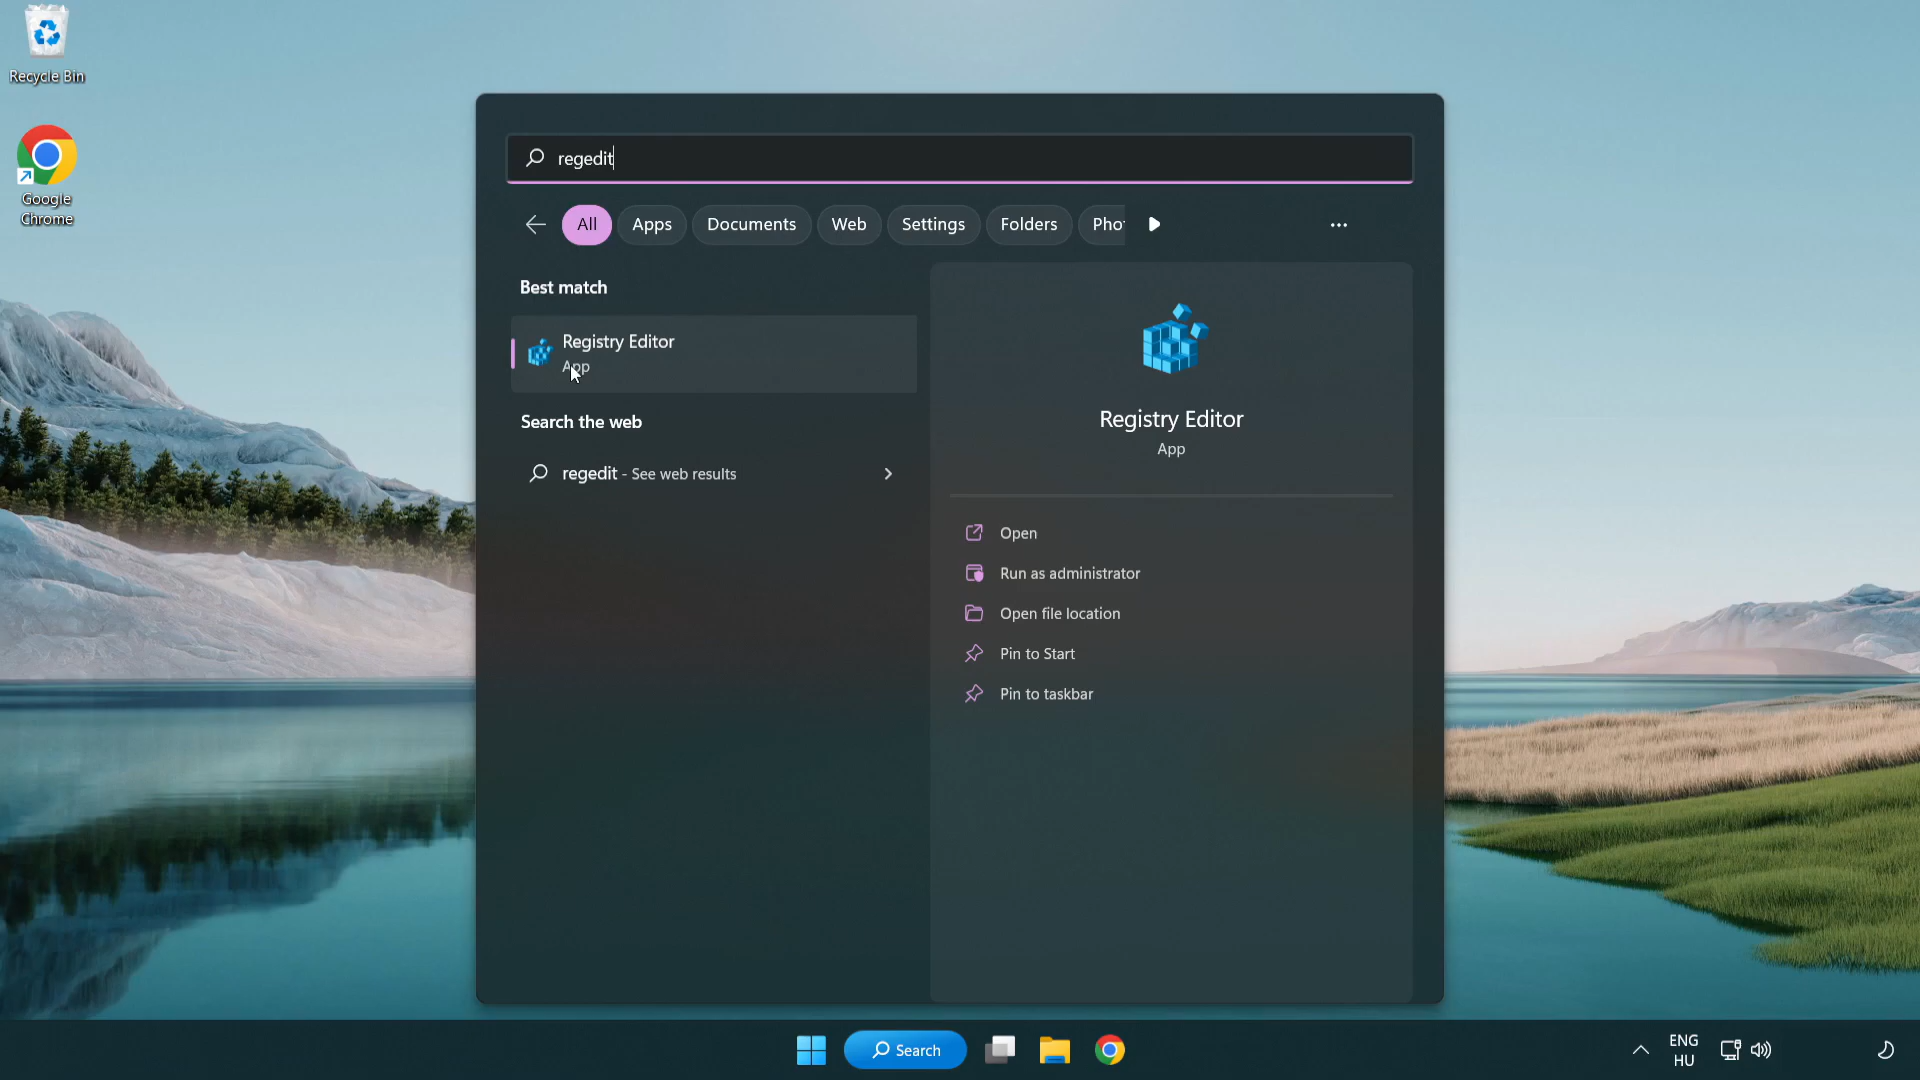 Recycle Bin
Google
Chrome
regedit
All
Apps
Documents
Web
Settings
Folders
Best match
Registry Editor
App
Search the web
regedit - See web results
Registry Editor
App
Open
Run as administrator
Open file location
Pin to Start
Pin to taskbar
Search
ENG
HU